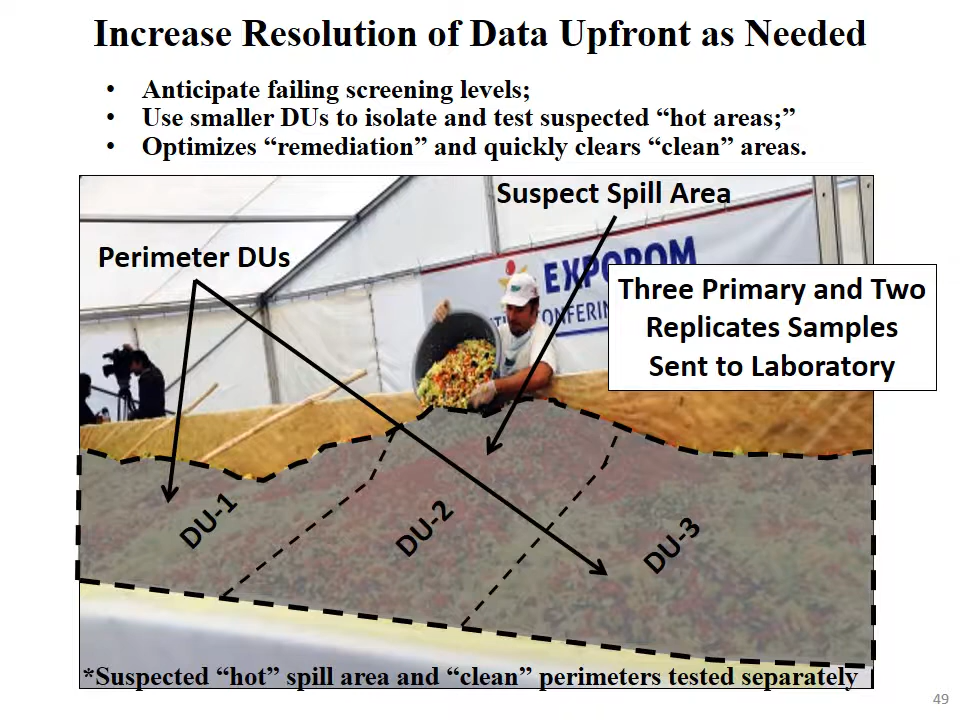 Increase Resolution of Data Upfront as Needed
• Anticipate failing screening levels;
• Use smaller DUs to isolate and test suspected “hot areas;”
• Optimizes “remediation” and quickly clears “clean” areas.
Suspect Spill Area
Perimeter DUs
EXPOPOM
CONFERIN
Three Primary and Two
Replicates Samples
Sent to Laboratory
DU-1
DU-2
DU-3
*Suspected “hot” spill area and “clean” perimeters tested separately
49